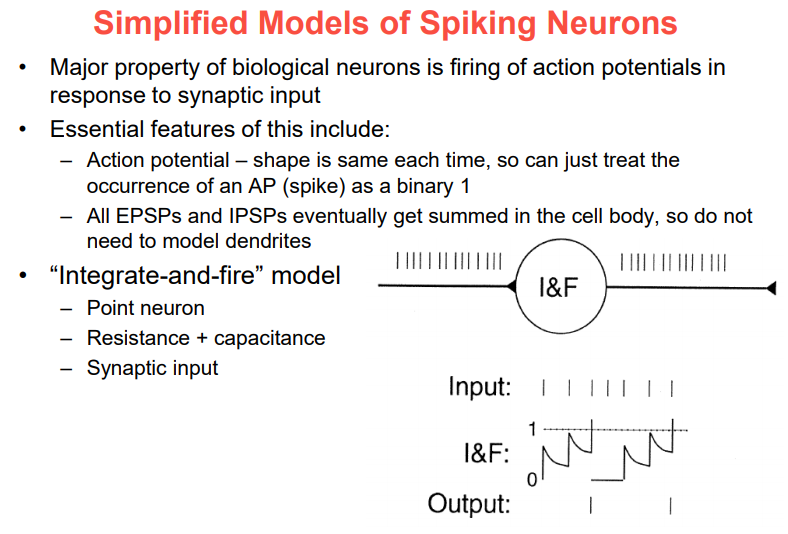 Simplified Models of Spiking Neurons
• Major property of biological neurons is firing of action potentials in
response to synaptic input
• Essential features of this include:
– Action potential – shape is same each time, so can just treat the
occurrence of an AP (spike) as a binary 1
– All EPSPs and IPSPs eventually get summed in the cell body, so do not
need to model dendrites
• “Integrate-and-fire” model
– Point neuron
– Resistance + capacitance
– Synaptic input
I&F
Input:
1
I&F:
0
Output: